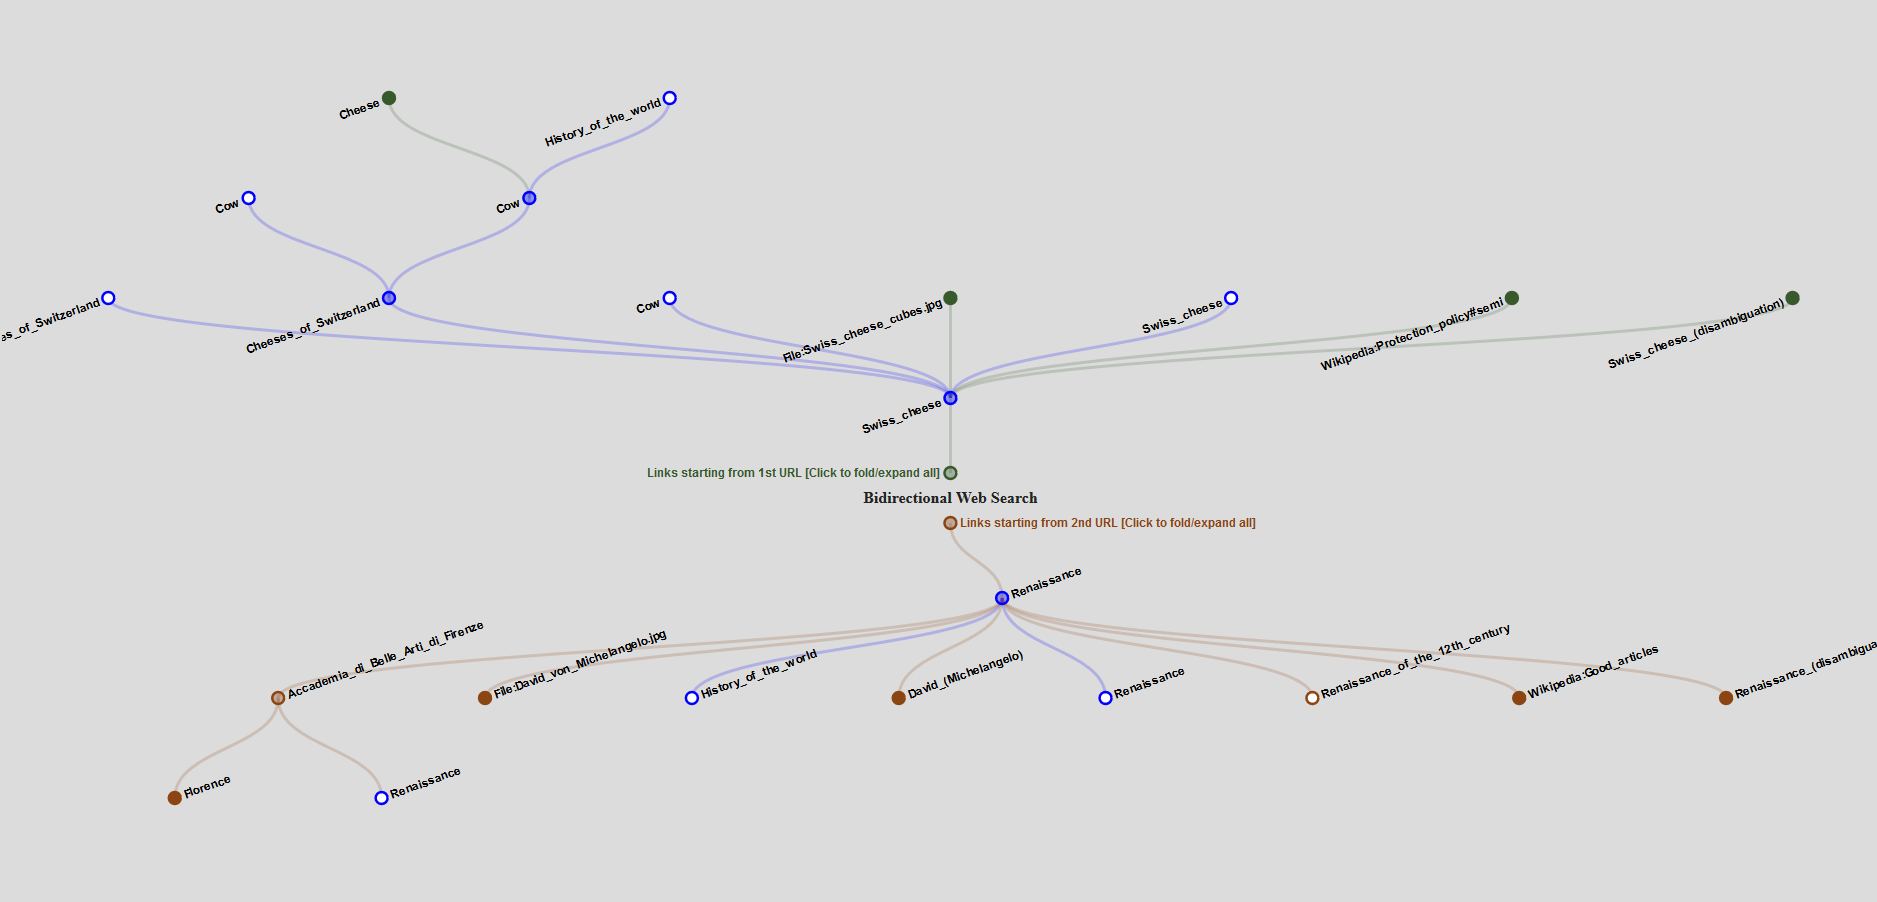 Cheese
History_of_the_world
Cow
Cow
es_of_Switzerland
Cheeses_of_Switzerland
Cow
File:Swiss_cheese_cubes.jpg
Swiss_cheese
Wikipedia:Protection_policy#semi
Swiss_cheese_(disambiguation)
Swiss_cheese
Links starting from 1st URL [Click to fold/expand all]
Bidirectional Web Search
Links starting from 2nd URL [Click to fold/expand all]
Renaissance
Accademia_di_Belle_Arti_di_Firenze
File:David_von_Michelangelo.jpg
History_of_the_world
David_(Michelangelo)
Renaissance
Renaissance_of_the_12th_century
Wikipedia:Good_articles
Renaissance_(disambigua
Florence
Renaissance